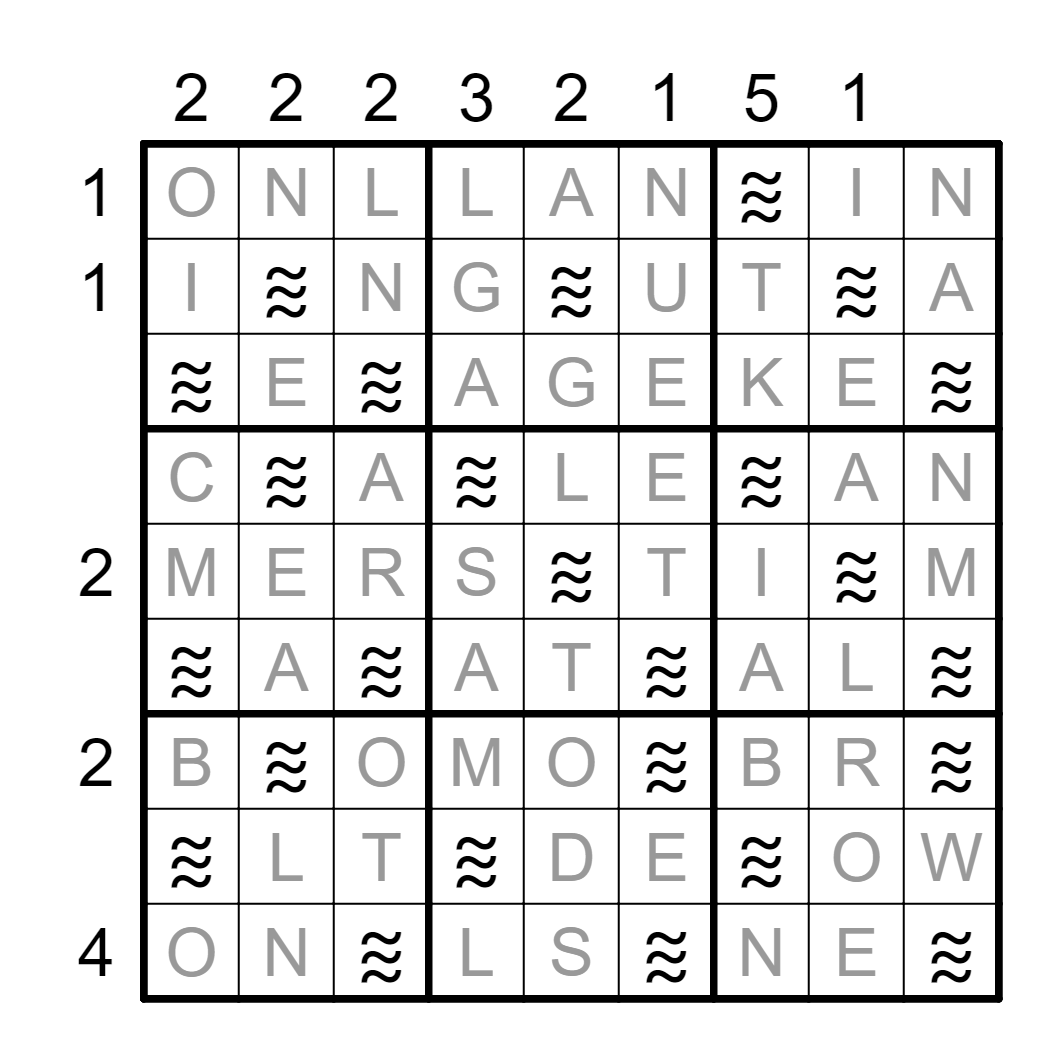 2 2 2 3 2 1 5 1
1 O N L L A N ≈ I N
1 I ≈ N G ≈ U T ≈ A
≈ E ≈ A G E K E ≈
C ≈ A ≈ L E ≈ A N
2 M E R S ≈ T I ≈ M
≈ A ≈ A T ≈ A L ≈
2 B ≈ O M O ≈ B R ≈
≈ L T ≈ D E ≈ O W
4 O N ≈ L S ≈ N E ≈